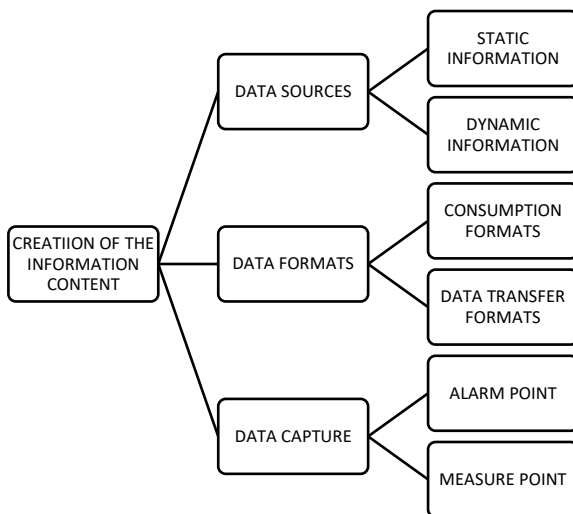 STATIC
INFORMATION
DATA SOURCES
DYNAMIC
INFORMATION
CREATIION OF THE
INFORMATION
CONTENT
CONSUMPTION
FORMATS
DATA FORMATS
DATA TRANSFER
FORMATS
ALARM POINT
DATA CAPTURE
MEASURE POINT